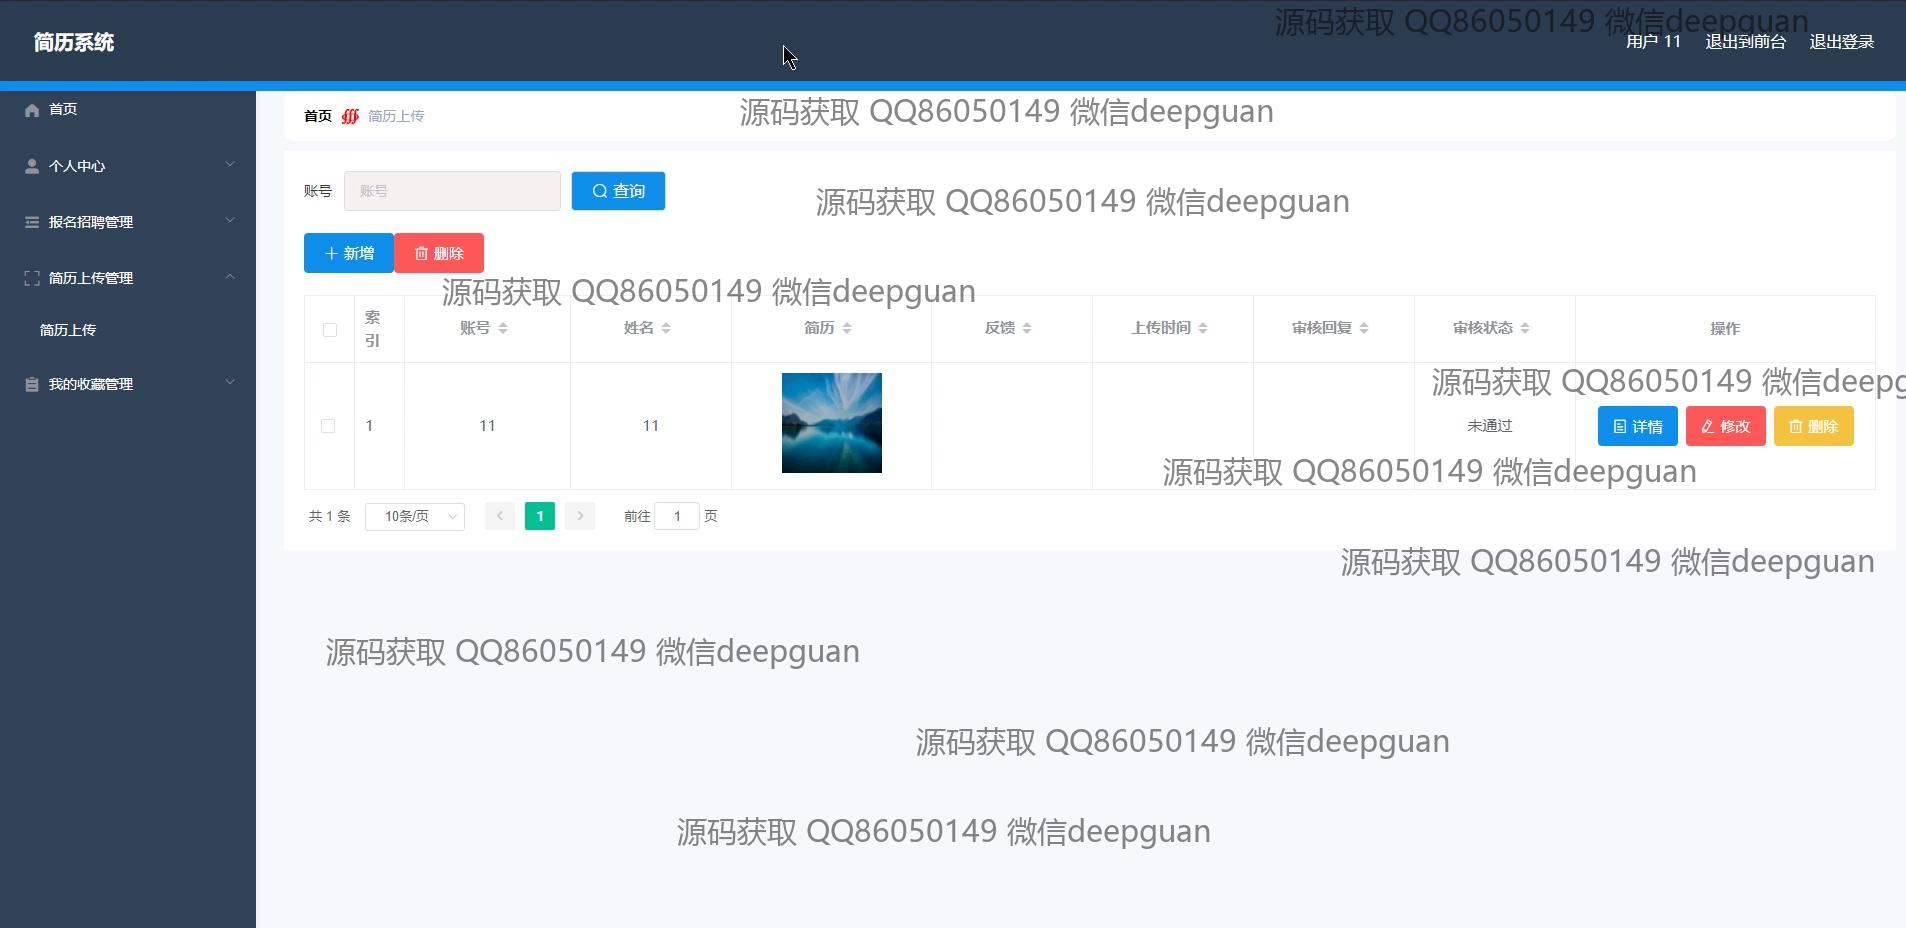 源码获取 QQ86050149 微信deepguan
简历系统
用户 11 退出到前台 退出登录
首页
个人中心
报名招聘管理
简历上传管理
简历上传
我的收藏管理
首页 简历上传
源码获取 QQ86050149 微信deepguan
账号 账号 查询
源码获取 QQ86050149 微信deepguan
新增 删除
源码获取 QQ86050149 微信deepguan
索引 账号 姓名 简历 反馈 上传时间 审核回复 审核状态 操作
源码获取 QQ86050149 微信deepg
1 11 11 未通过 详情 修改 删除
源码获取 QQ86050149 微信deepguan
共 1 条 10条/页 1 前往 1 页
源码获取 QQ86050149 微信deepguan
源码获取 QQ86050149 微信deepguan
源码获取 QQ86050149 微信deepguan
源码获取 QQ86050149 微信deepguan